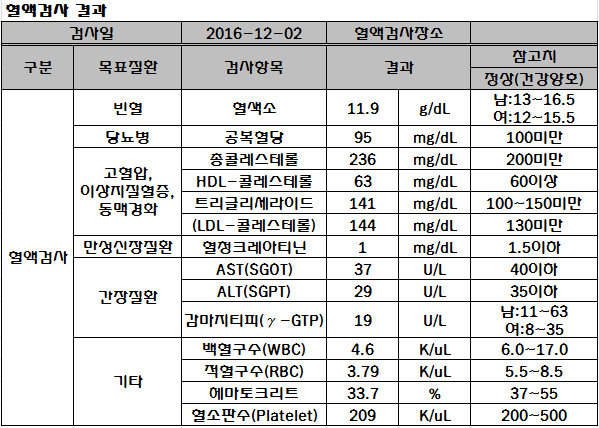 혈액검사 결과
검사일 2016-12-02 혈액검사장소
구분 목표질환 검사항목 결과 참고치
정상(건강양호)
혈액검사 빈혈 혈색소 11.9 g/dL 남:13~16.5
여:12~15.5
당뇨병 공복혈당 95 mg/dL 100미만
고혈압,
이상지질혈증,
동맥경화 총콜레스테롤 236 mg/dL 200미만
HDL-콜레스테롤 63 mg/dL 60이상
트리글리세라이드 141 mg/dL 100~150미만
(LDL-콜레스테롤) 144 mg/dL 130미만
만성신장질환 혈청크레아티닌 1 mg/dL 1.5이하
간장질환 AST(SGOT) 37 U/L 40이하
ALT(SGPT) 29 U/L 35이하
감마지티피(γ-GTP) 19 U/L 남:11~63
여:8~35
기타 백혈구수(WBC) 4.6 K/uL 6.0~17.0
적혈구수(RBC) 3.79 K/uL 5.5~8.5
헤마토크리트 33.7 % 37~55
혈소판수(Platelet) 209 K/uL 200~500